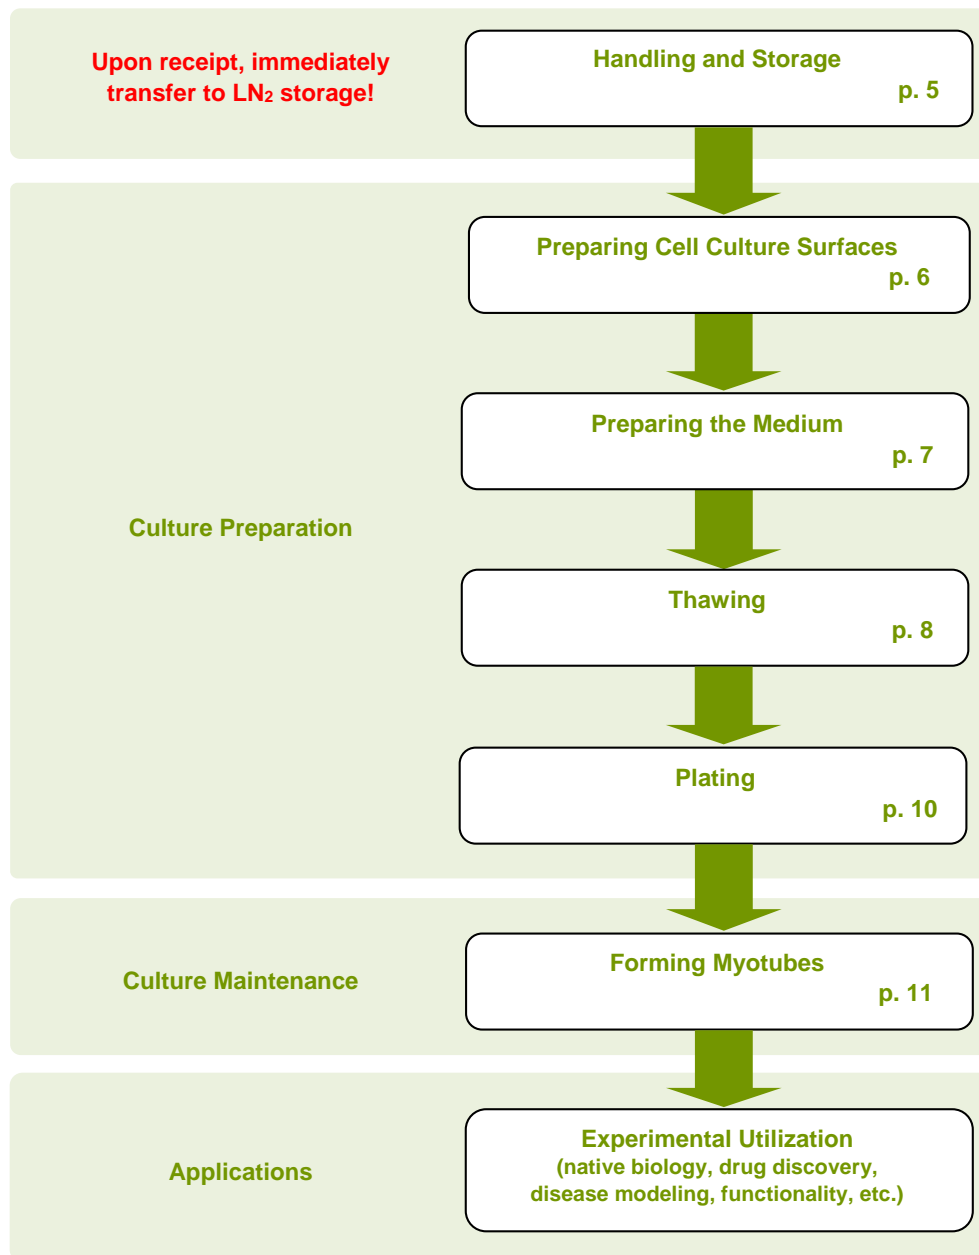 Upon receipt, immediately
transfer to LN₂ storage!
Handling and Storage
p. 5
Culture Preparation
Preparing Cell Culture Surfaces
p. 6
Preparing the Medium
p. 7
Thawing
p. 8
Plating
p. 10
Culture Maintenance
Forming Myotubes
p. 11
Applications
Experimental Utilization
(native biology, drug discovery,
disease modeling, functionality, etc.)